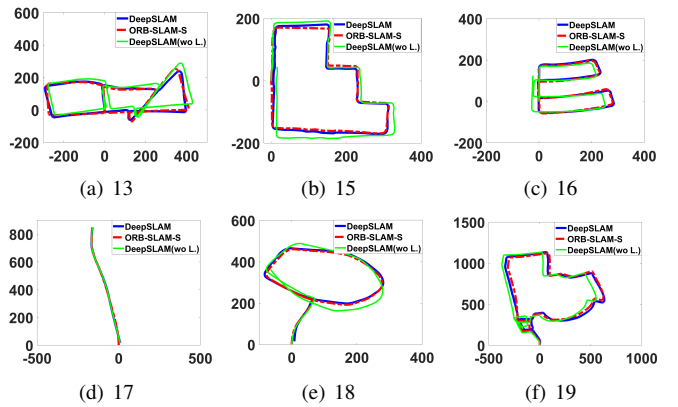 600
400
200
0
-200
-200 0 200 400
DeepSLAM
ORB-SLAM-S
DeepSLAM(wo L.)
(a) 13
200
0
-200
0 200 400
DeepSLAM
ORB-SLAM-S
DeepSLAM(wo L.)
(b) 15
400
200
0
-200
-200 0 200 400
DeepSLAM
ORB-SLAM-S
DeepSLAM(wo L.)
(c) 16
800
600
400
200
0
-500 0 500
DeepSLAM
ORB-SLAM-S
DeepSLAM(wo L.)
(d) 17
600
400
200
0
0 200 400
DeepSLAM
ORB-SLAM-S
DeepSLAM(wo L.)
(e) 18
1500
1000
500
0
-500 0 500 1000
DeepSLAM
ORB-SLAM-S
DeepSLAM(wo L.)
(f) 19